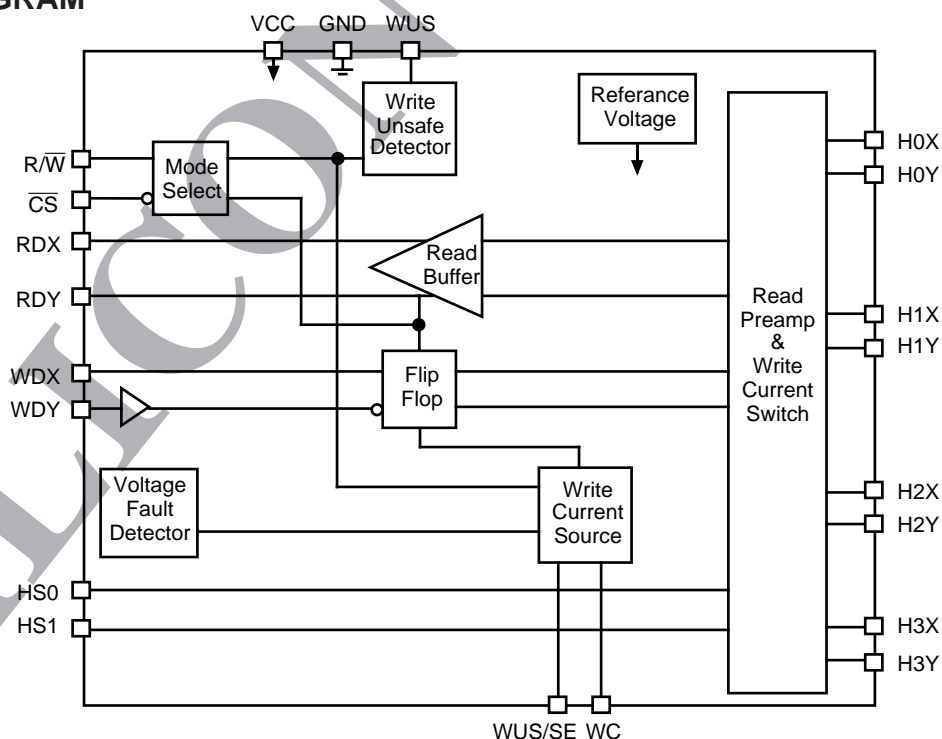 GRAM
VCC GND WUS
Write
Unsafe
Detector
Referance
Voltage
R/W̅
C̅S̅
Mode
Select
RDX
RDY
Read
Buffer
WDX
WDY
Flip
Flop
Voltage
Fault
Detector
Write
Current
Source
HS0
HS1
Read
Preamp
&
Write
Current
Switch
H0X
H0Y
H1X
H1Y
H2X
H2Y
H3X
H3Y
WUS/SE WC